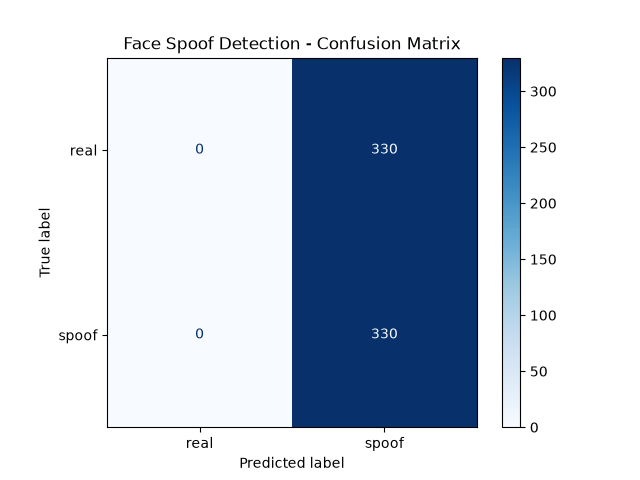 Face Spoof Detection - Confusion Matrix
real
0
330
spoof
0
330
real
spoof
Predicted label
True label
300
250
200
150
100
50
0